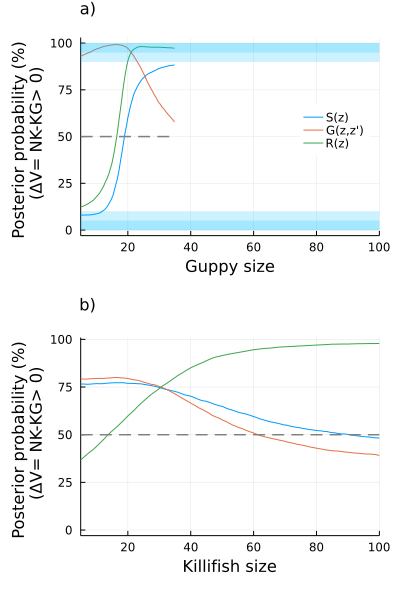 a)
Posterior probability (%)
(ΔV= NK-KG> 0)
100
75
50
25
0
S(z)
G(z,z')
R(z)
20 40 60 80 100
Guppy size
b)
Posterior probability (%)
(ΔV= NK-KG> 0)
100
75
50
25
0
20 40 60 80 100
Killifish size